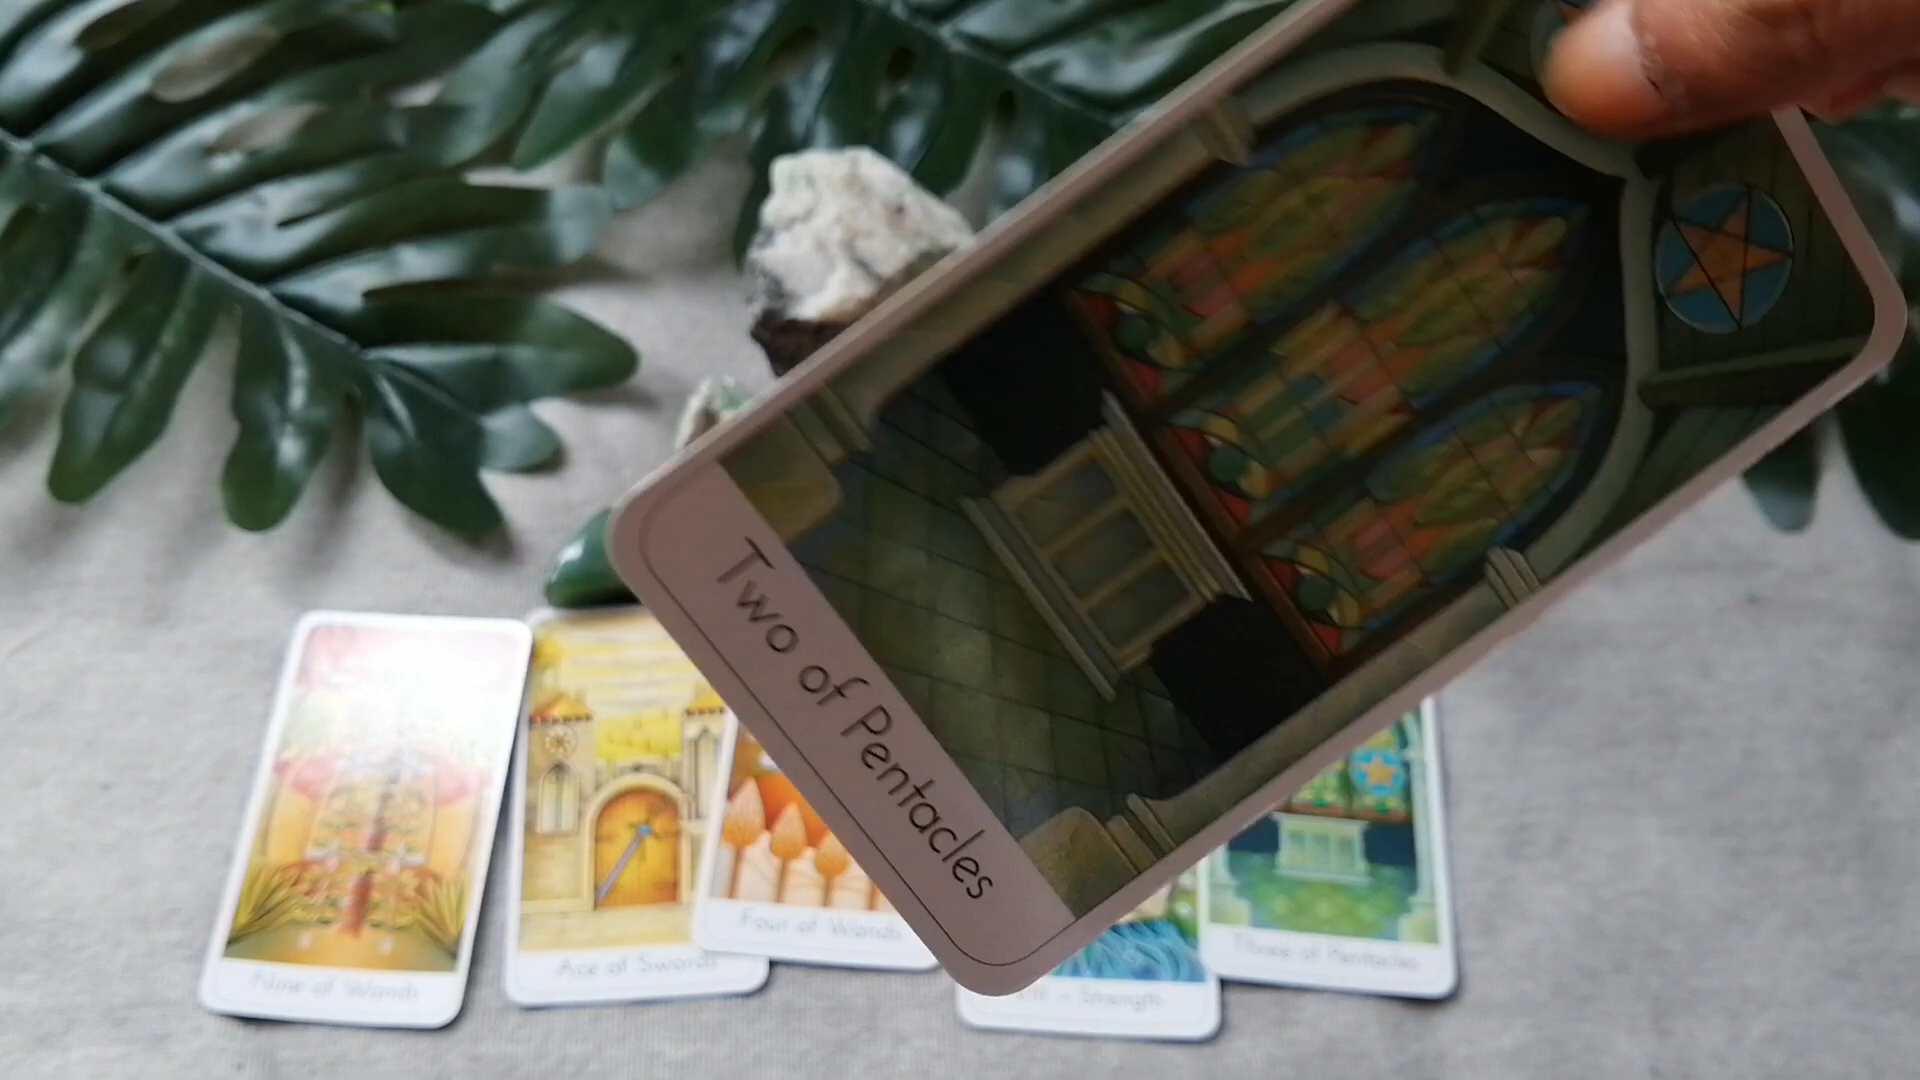 Two of Pentacles
Nine of Wands
Ace of Swords
Four of Wands
Strength
Three of Pentacles